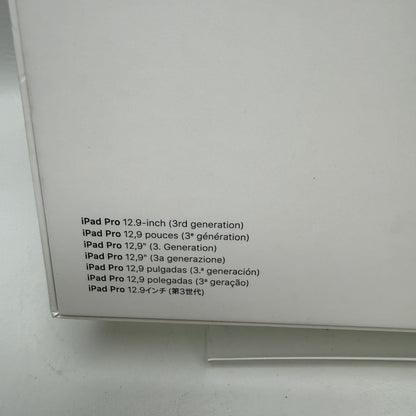 iPad Pro 12.9-inch (3rd generation)
iPad Pro 12,9 pouces (3ᵉ génération)
iPad Pro 12,9" (3. Generation)
iPad Pro 12,9" (3a generazione)
iPad Pro 12,9 pulgadas (3.ª generación)
iPad Pro 12,9 polegadas (3ª geração)
iPad Pro 12.9インチ (第3世代)